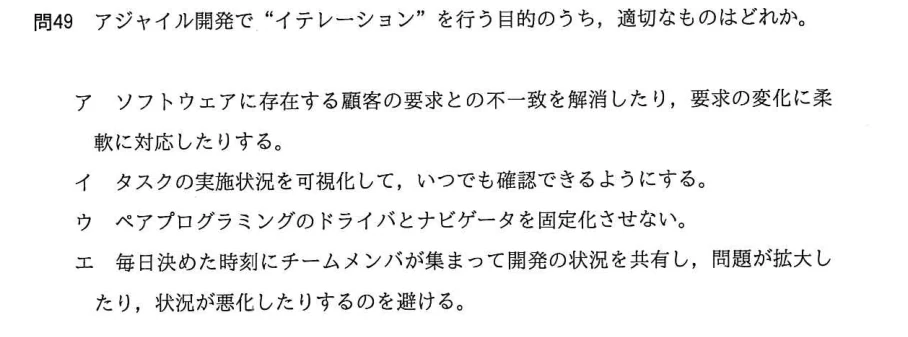 問49 アジャイル開発で“イテレーション”を行う目的のうち，適切なものはどれか。
ア ソフトウェアに存在する顧客の要求との不一致を解消したり，要求の変化に柔
軟に対応したりする。
イ タスクの実施状況を可視化して，いつでも確認できるようにする。
ウ ペアプログラミングのドライバとナビゲータを固定化させない。
エ 毎日決めた時刻にチームメンバが集まって開発の状況を共有し，問題が拡大し
たり，状況が悪化したりするのを避ける。